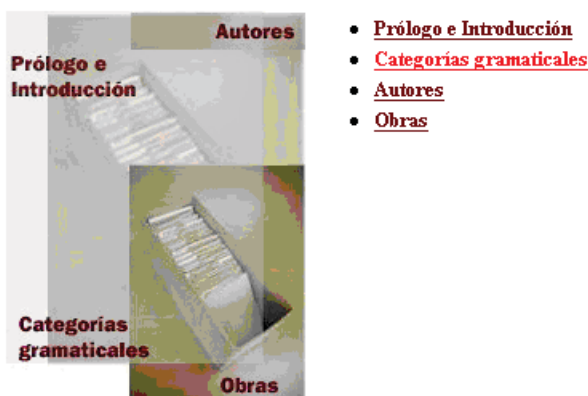 Autores
Prólogo e
Introducción
Categorías
gramaticales
Obras
Prólogo e Introducción
Categorías gramaticales
Autores
Obras